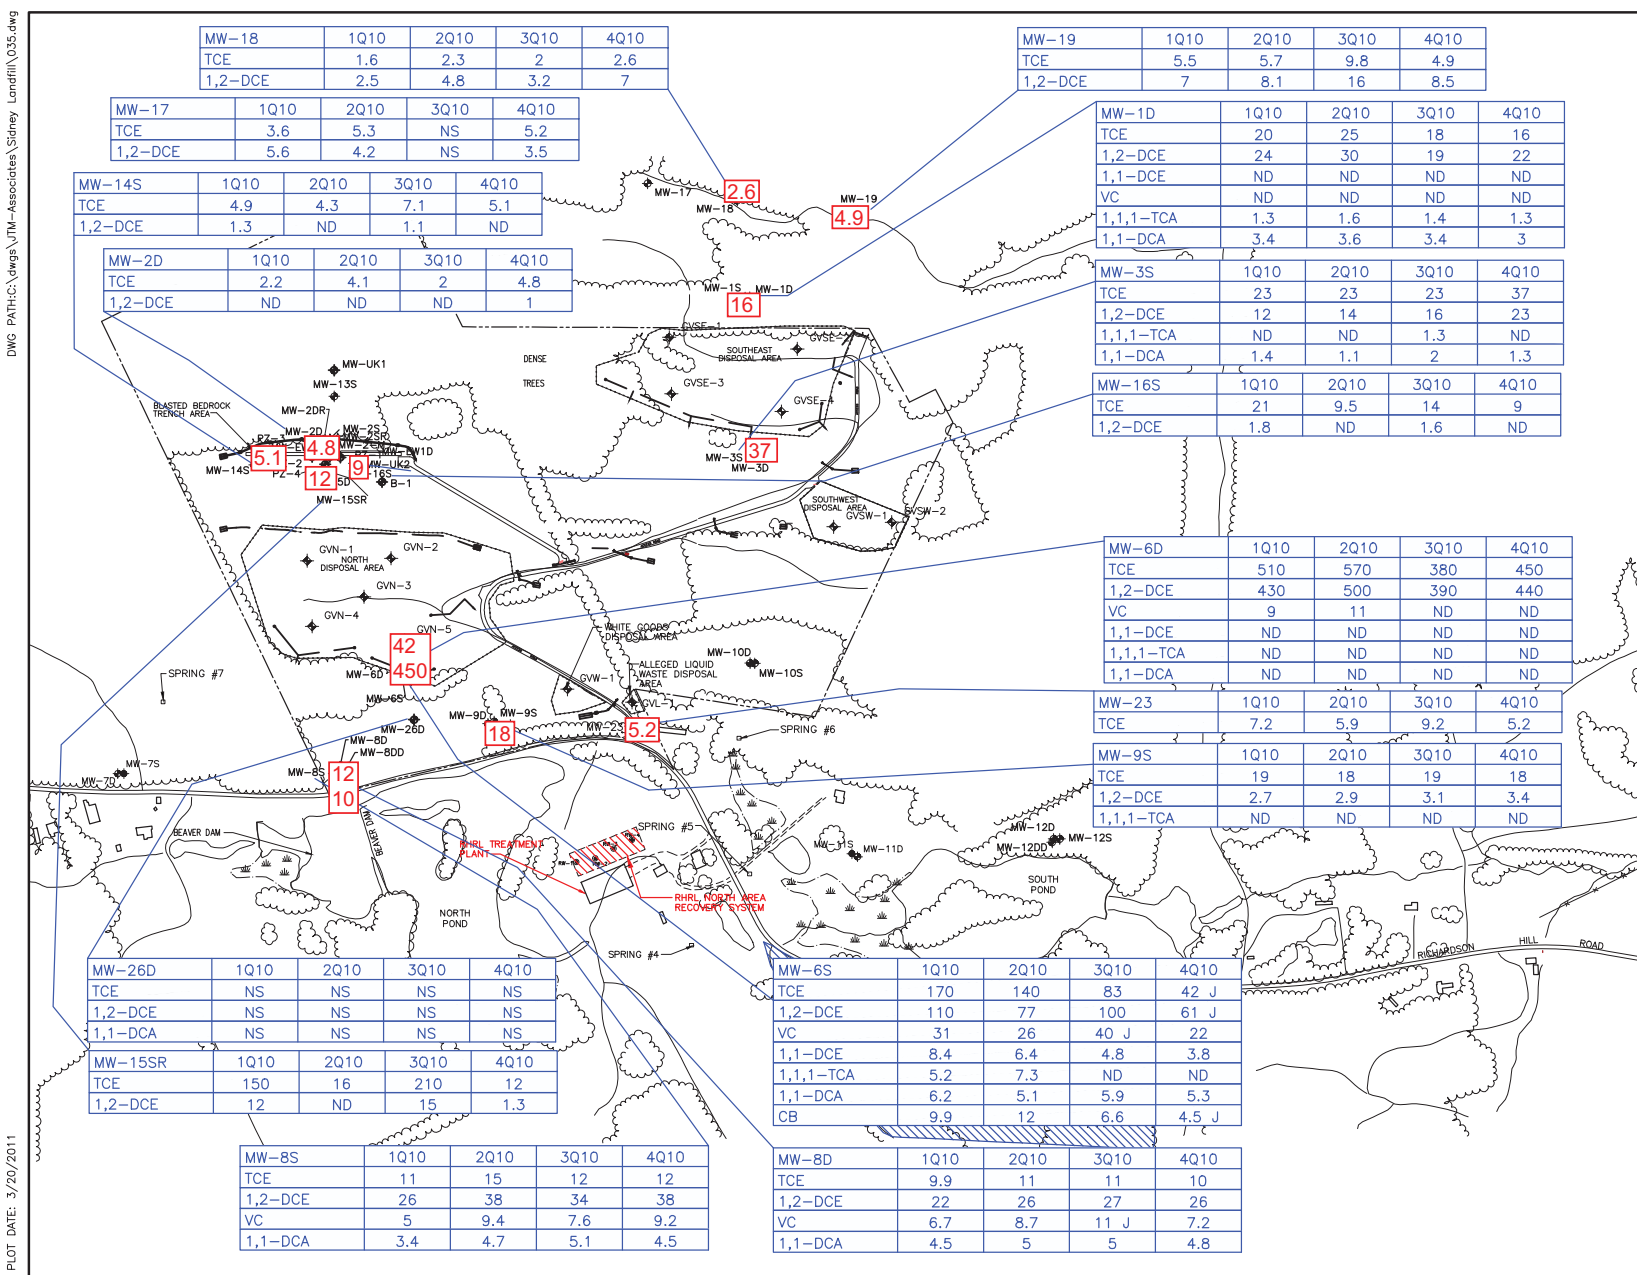 DWG PATH:C:\dwgs\JTM-Associates\Sidney Landfill\035.dwg
PLOT DATE: 3/20/2011
MW-18 1Q10 2Q10 3Q10 4Q10
TCE 1.6 2.3 2 2.6
1,2-DCE 2.5 4.8 3.2 7
MW-19 1Q10 2Q10 3Q10 4Q10
TCE 5.5 5.7 9.8 4.9
1,2-DCE 7 8.1 16 8.5
MW-17 1Q10 2Q10 3Q10 4Q10
TCE 3.6 5.3 NS 5.2
1,2-DCE 5.6 4.2 NS 3.5
MW-1D 1Q10 2Q10 3Q10 4Q10
TCE 20 25 18 16
1,2-DCE 24 30 19 22
1,1-DCE ND ND ND ND
VC ND ND ND ND
1,1,1-TCA 1.3 1.6 1.4 1.3
1,1-DCA 3.4 3.6 3.4 3
MW-14S 1Q10 2Q10 3Q10 4Q10
TCE 4.9 4.3 7.1 5.1
1,2-DCE 1.3 ND 1.1 ND
MW-2D 1Q10 2Q10 3Q10 4Q10
TCE 2.2 4.1 2 4.8
1,2-DCE ND ND ND 1
MW-3S 1Q10 2Q10 3Q10 4Q10
TCE 23 23 23 37
1,2-DCE 12 14 16 23
1,1,1-TCA ND ND 1.3 ND
1,1-DCA 1.4 1.1 2 1.3
MW-16S 1Q10 2Q10 3Q10 4Q10
TCE 21 9.5 14 9
1,2-DCE 1.8 ND 1.6 ND
MW-17
MW-18
2.6
MW-19
4.9
MW-1S
MW-1D
16
GVSE-1
GVSE-
SOUTHEAST
DISPOSAL AREA
GVSE-3
GVSE-4
DENSE
TREES
MW-UK1
MW-13S
BLASTED BEDROCK
TRENCH AREA
MW-2DR
MW-2D
MW-2S
MW-2SR
MW-UK2
MW-14S
5.1
4.8
9
12
PZ-4
16S
5D
B-1
MW-15SR
MW-3S
MW-3D
37
SOUTHWEST
DISPOSAL AREA
GVSW-1
GVSW-2
GVN-1
GVN-2
NORTH
DISPOSAL AREA
GVN-3
GVN-4
GVN-5
MW-6D 1Q10 2Q10 3Q10 4Q10
TCE 510 570 380 450
1,2-DCE 430 500 390 440
VC 9 11 ND ND
1,1-DCE ND ND ND ND
1,1,1-TCA ND ND ND ND
1,1-DCA ND ND ND ND
WHITE GOODS
DISPOSAL AREA
42
450
MW-6D
MW-6S
SPRING #7
ALLEGED LIQUID
WASTE DISPOSAL
AREA
GVW-1
GVL-
MW-10D
MW-10S
MW-23 1Q10 2Q10 3Q10 4Q10
TCE 7.2 5.9 9.2 5.2
MW-26D
MW-9D
MW-9S
18
MW-23
5.2
SPRING #6
MW-9S 1Q10 2Q10 3Q10 4Q10
TCE 19 18 19 18
1,2-DCE 2.7 2.9 3.1 3.4
1,1,1-TCA ND ND ND ND
MW-8D
MW-8DD
MW-8S
12
10
MW-7S
MW-7D
BEAVER DAM
BEAVER DAM
SPRING #5
RHRL TREATMENT
PLANT
RHRL NORTH AREA
RECOVERY SYSTEM
MW-11S
MW-11D
MW-12D
MW-12S
MW-12DD
SOUTH
POND
NORTH
POND
SPRING #4
RICHARDSON HILL ROAD
MW-26D 1Q10 2Q10 3Q10 4Q10
TCE NS NS NS NS
1,2-DCE NS NS NS NS
1,1-DCA NS NS NS NS
MW-6S 1Q10 2Q10 3Q10 4Q10
TCE 170 140 83 42 J
1,2-DCE 110 77 100 61 J
VC 31 26 40 J 22
1,1-DCE 8.4 6.4 4.8 3.8
1,1,1-TCA 5.2 7.3 ND ND
1,1-DCA 6.2 5.1 5.9 5.3
CB 9.9 12 6.6 4.5 J
MW-15SR 1Q10 2Q10 3Q10 4Q10
TCE 150 16 210 12
1,2-DCE 12 ND 15 1.3
MW-8S 1Q10 2Q10 3Q10 4Q10
TCE 11 15 12 12
1,2-DCE 26 38 34 38
VC 5 9.4 7.6 9.2
1,1-DCA 3.4 4.7 5.1 4.5
MW-8D 1Q10 2Q10 3Q10 4Q10
TCE 9.9 11 11 10
1,2-DCE 22 26 27 26
VC 6.7 8.7 11 J 7.2
1,1-DCA 4.5 5 5 4.8